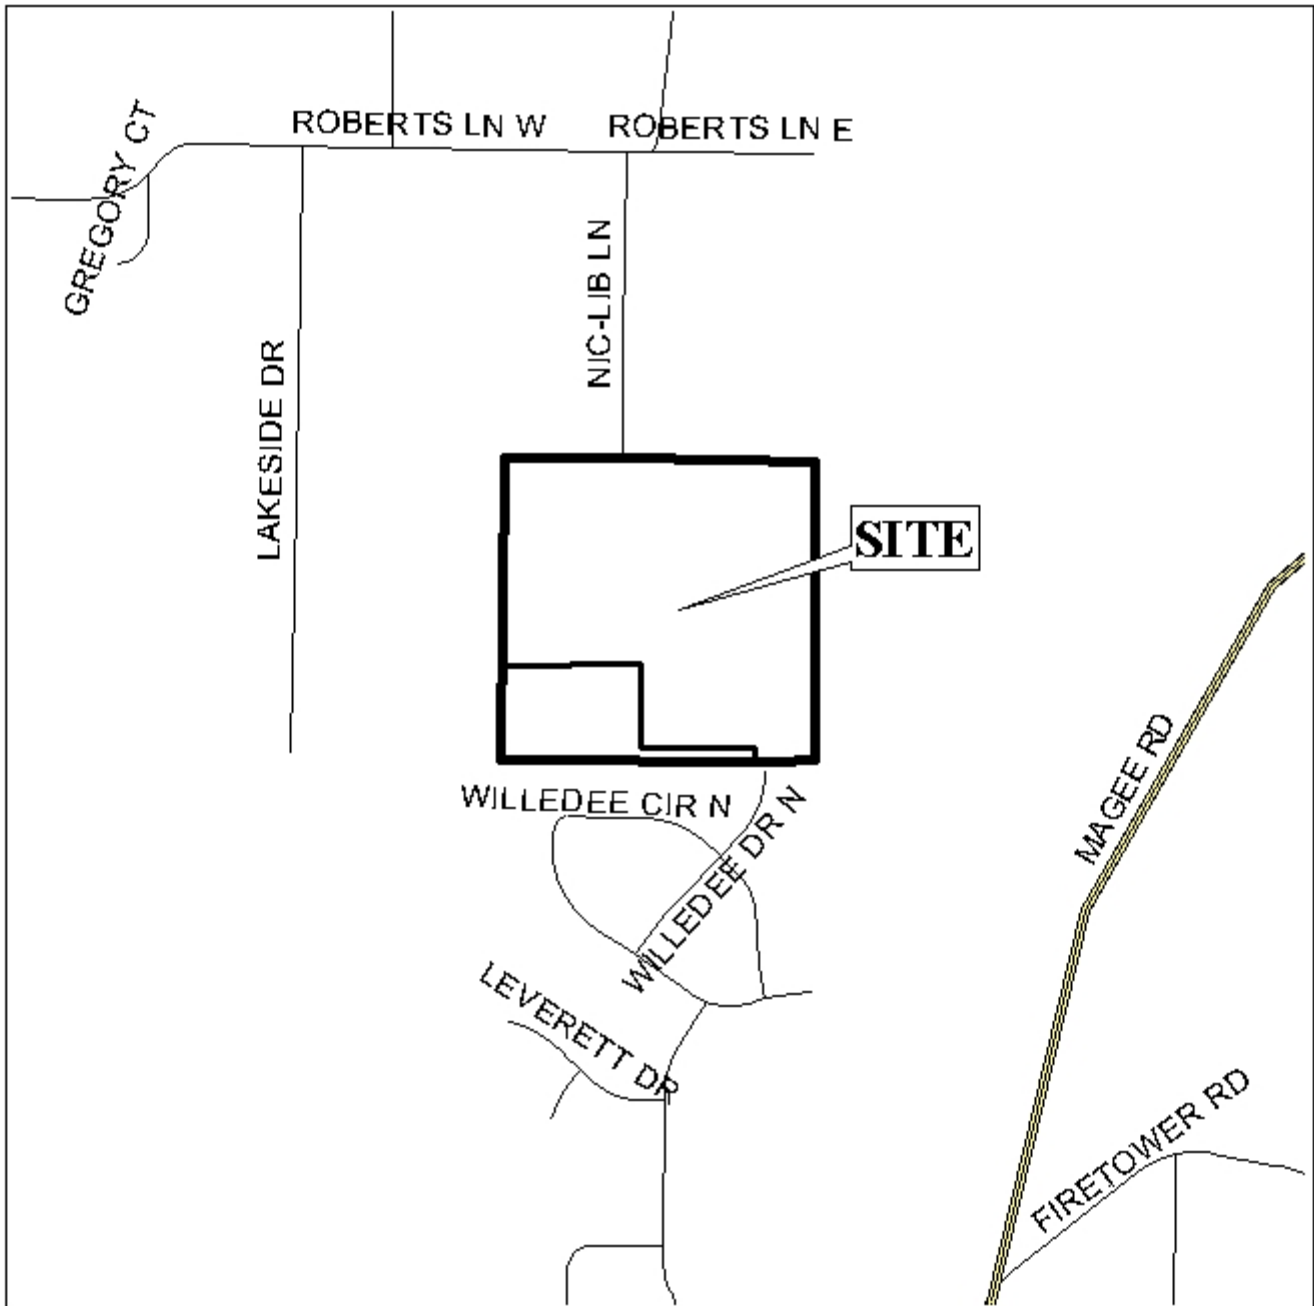 ROBERTS LN W
ROBERTS LN E
GREGORY CT
NIC-LIB LN
LAKESIDE DR
SITE
MAGEE RD
WILLEDEE CIR N
WILLEDEE DR N
LEVERETT DR
FIRETOWER RD